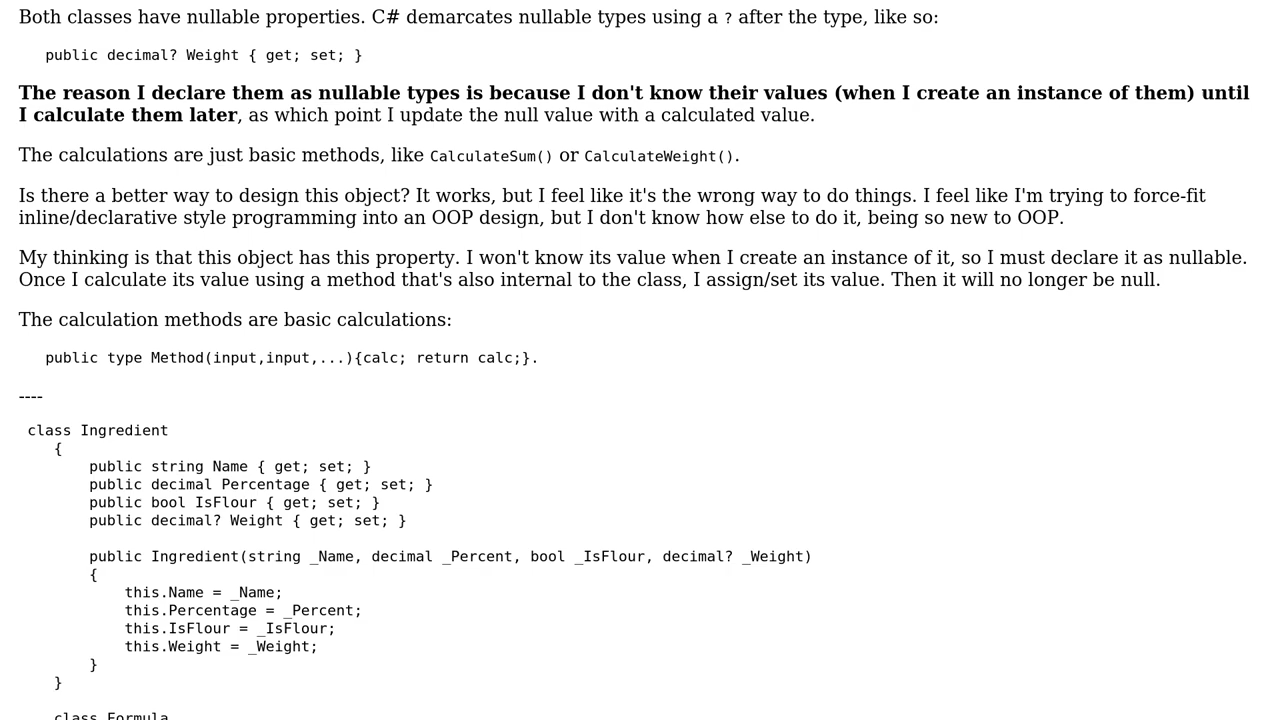 Both classes have nullable properties. C# demarcates nullable types using a ? after the type, like so:
public decimal? Weight { get; set; }
The reason I declare them as nullable types is because I don't know their values (when I create an instance of them) until
I calculate them later, as which point I update the null value with a calculated value.
The calculations are just basic methods, like CalculateSum() or CalculateWeight().
Is there a better way to design this object? It works, but I feel like it's the wrong way to do things. I feel like I'm trying to force-fit
inline/declarative style programming into an OOP design, but I don't know how else to do it, being so new to OOP.
My thinking is that this object has this property. I won't know its value when I create an instance of it, so I must declare it as nullable.
Once I calculate its value using a method that's also internal to the class, I assign/set its value. Then it will no longer be null.
The calculation methods are basic calculations:
public type Method(input,input,...){calc; return calc;}.
----
class Ingredient
{
public string Name { get; set; }
public decimal Percentage { get; set; }
public bool IsFlour { get; set; }
public decimal? Weight { get; set; }
public Ingredient(string _Name, decimal _Percent, bool _IsFlour, decimal? _Weight)
{
this.Name = _Name;
this.Percentage = _Percent;
this.IsFlour = _IsFlour;
this.Weight = _Weight;
}
}
class Formula